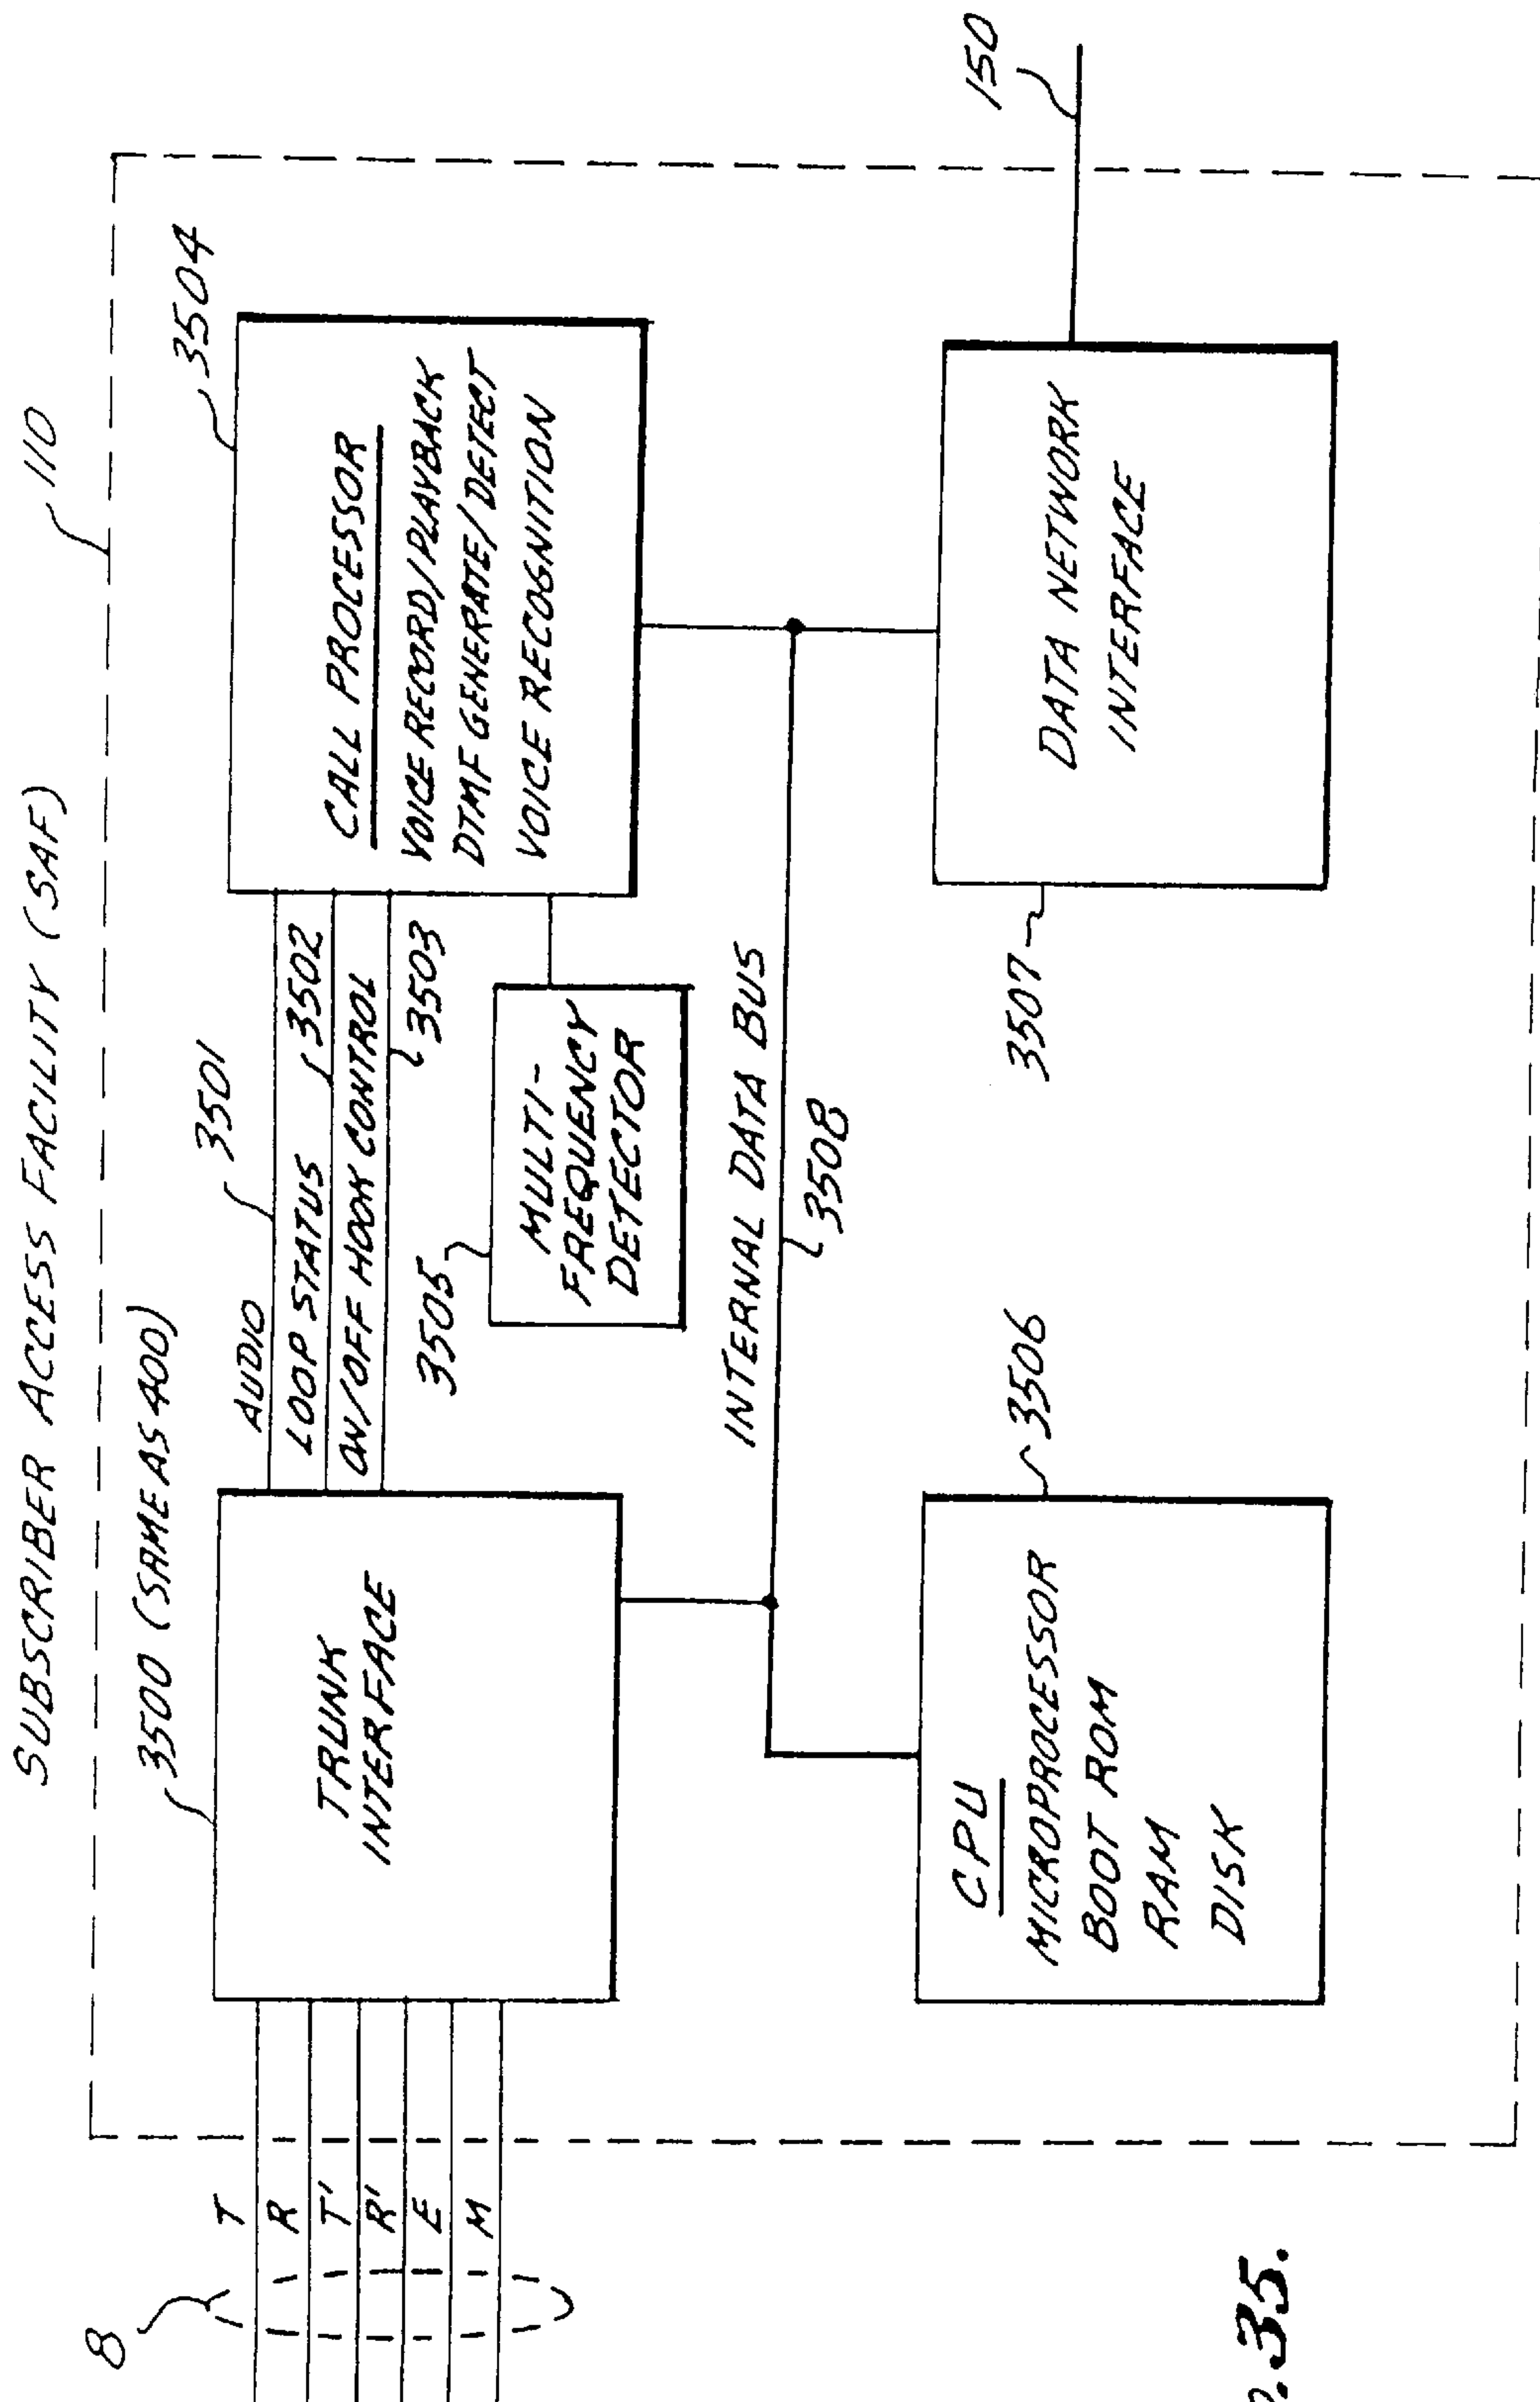 SUBSCRIBER ACCESS FACILITY (SAF)
110
3500 (SAME AS 400)
3501
3504
8
T
R
T'
R'
E
M
TRUNK
INTERFACE
AUDIO
LOOP STATUS
3502
ON/OFF HOOK CONTROL
3503
CALL PROCESSOR
VOICE RECORD/PLAYBACK
DTMF GENERATE/DETECT
VOICE RECOGNITION
3505
MULTI-
FREQUENCY
DETECTOR
INTERNAL DATA BUS
3508
CPU
MICROPROCESSOR
BOOT ROM
RAM
DISK
3506
3507
DATA NETWORK
INTERFACE
150
35.